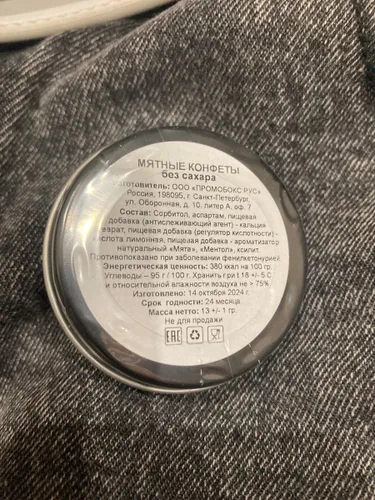 МЯТНЫЕ КОНФЕТЫ
без сахара
Изготовитель: ООО «ПРОМОБОКС РУС»
Россия, 198095, г. Санкт-Петербург,
ул. Оборонная, д. 10, литер А, оф. 7
Состав: Сорбитол, аспартам, пищевая
добавка (антислеживающий агент) - кальция
стеарат, пищевая добавка (регулятор кислотности) -
кислота лимонная, пищевая добавка - ароматизатор
натуральный «Мята», «Ментол», ксилит.
Противопоказано при заболевании фенилкетонурией.
Энергетическая ценность: 380 ккал на 100 гр.
Углеводы – 95 г / 100 г. Хранить при t 18 +/- 5 С
и относительной влажности воздуха не > 75%.
Изготовлено: 14 октября 2024 г.
Срок годности: 24 месяца.
Масса нетто: 13 +/- 1 гр.
Не для продажи
EAC